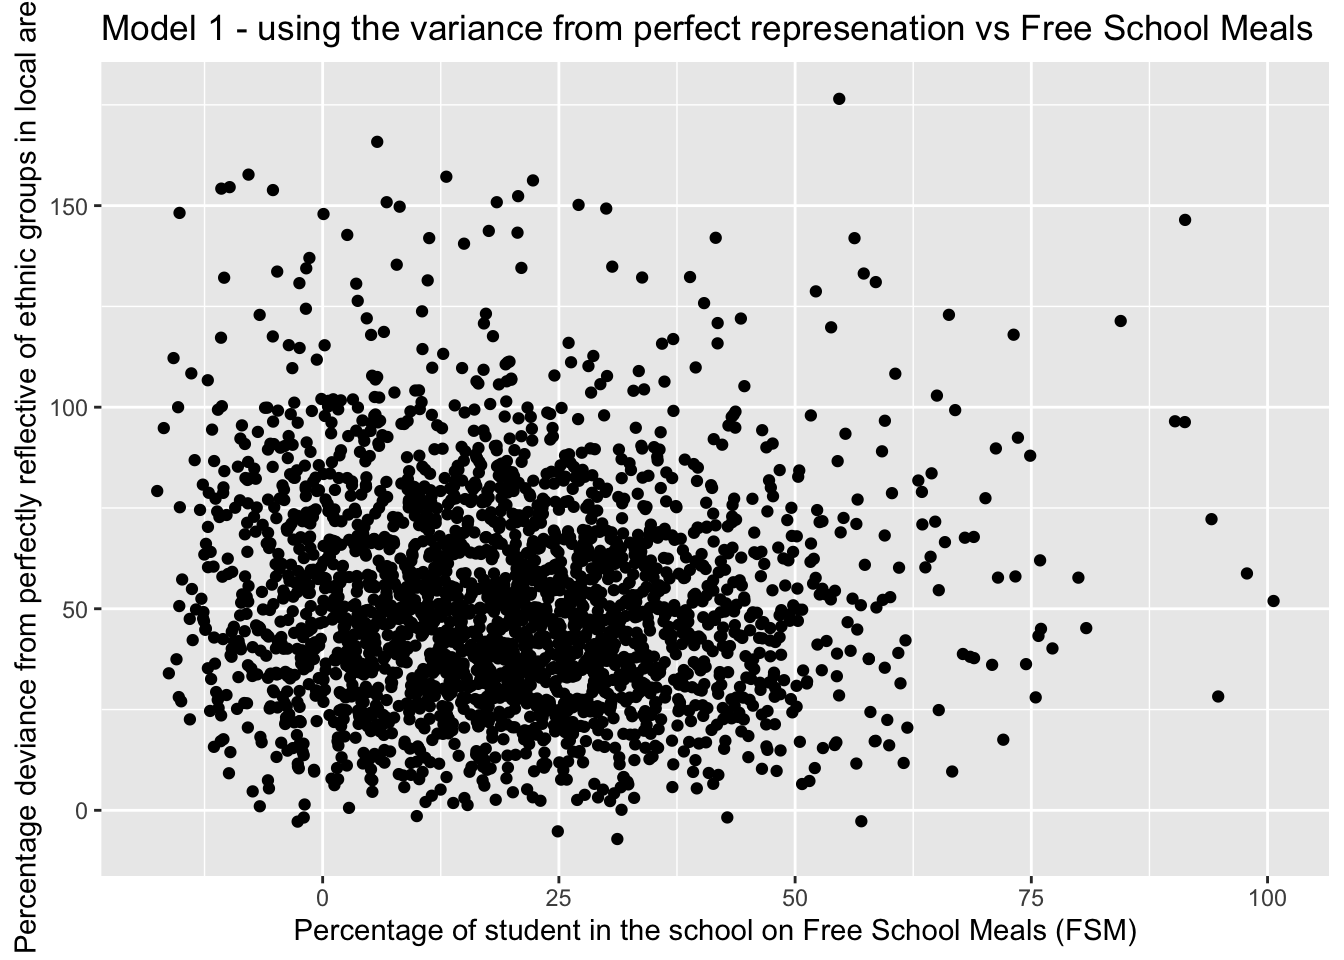 Model 1 - using the variance from perfect represenation vs Free School Meals
Percentage deviance from perfectly reflective of ethnic groups in local are
150
100
50
0
0 25 50 75 100
Percentage of student in the school on Free School Meals (FSM)